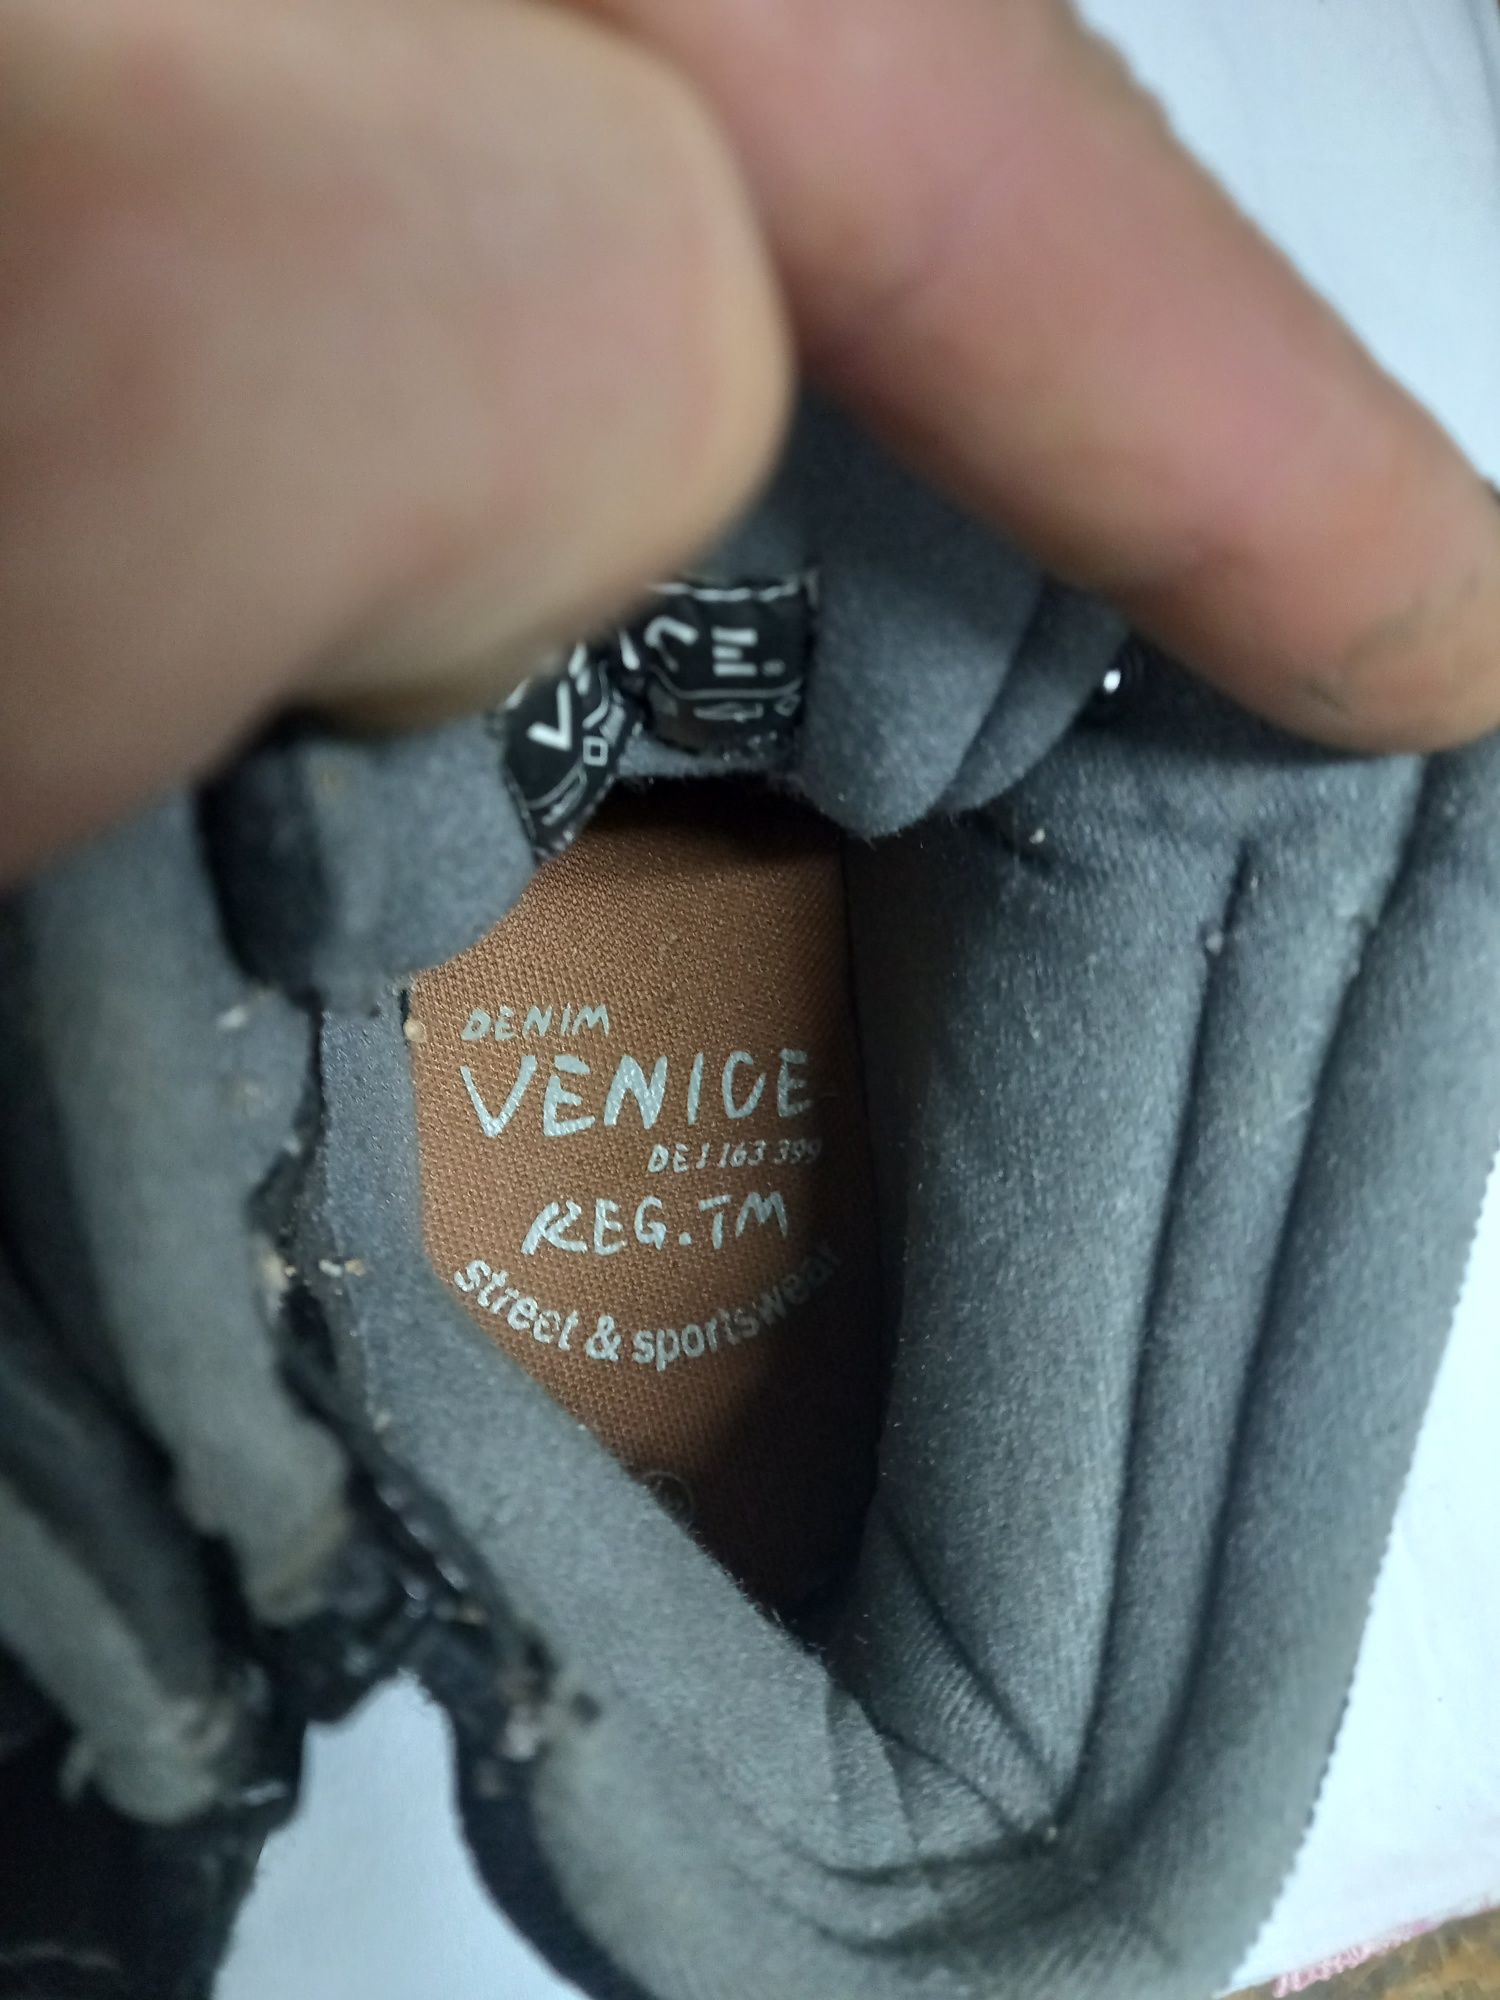 DENIM
VENICE
DE1.163 399
REG.TM
street & sportswear